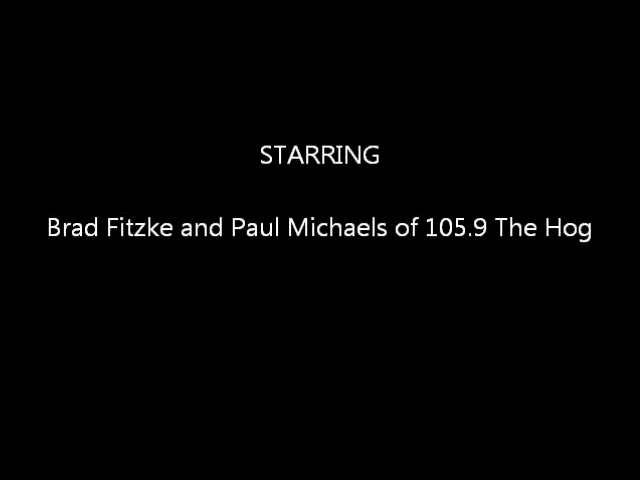 STARRING
Brad Fitzke and Paul Michaels of 105.9 The Hog